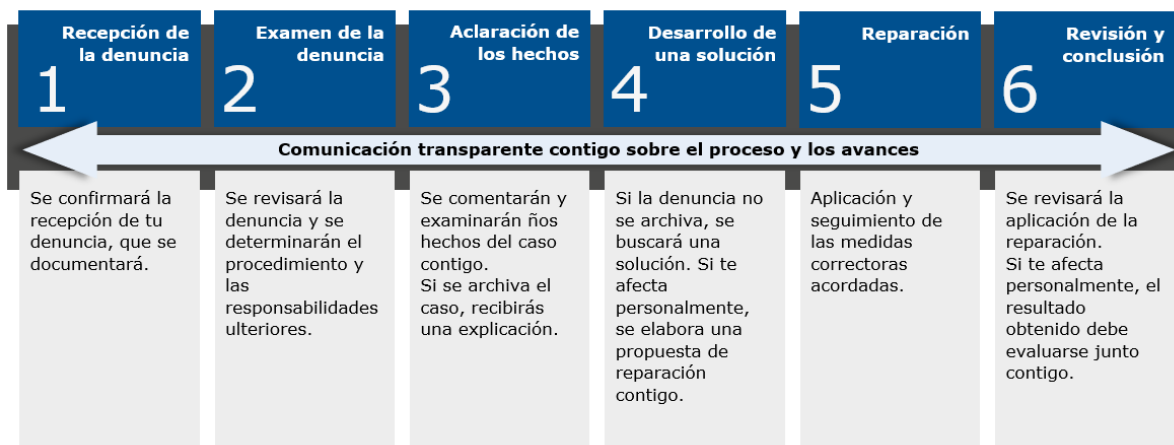 Recepción de
la denuncia
1
Examen de la
denuncia
2
Aclaración de
los hechos
3
Desarrollo de
una solución
4
Reparación
5
Revisión y
conclusión
6
Comunicación transparente contigo sobre el proceso y los avances
Se confirmará la
recepción de tu
denuncia, que se
documentará.
Se revisará la
denuncia y se
determinarán el
procedimiento y
las
responsabilidades
ulteriores.
Se comentarán y
examinarán ños
hechos del caso
contigo.
Si se archiva el
caso, recibirás
una explicación.
Si la denuncia no
se archiva, se
buscará una
solución. Si te
afecta
personalmente,
se elabora una
propuesta de
reparación
contigo.
Aplicación y
seguimiento de
las medidas
correctoras
acordadas.
Se revisará la
aplicación de la
reparación.
Si te afecta
personalmente, el
resultado
obtenido debe
evaluarse junto
contigo.